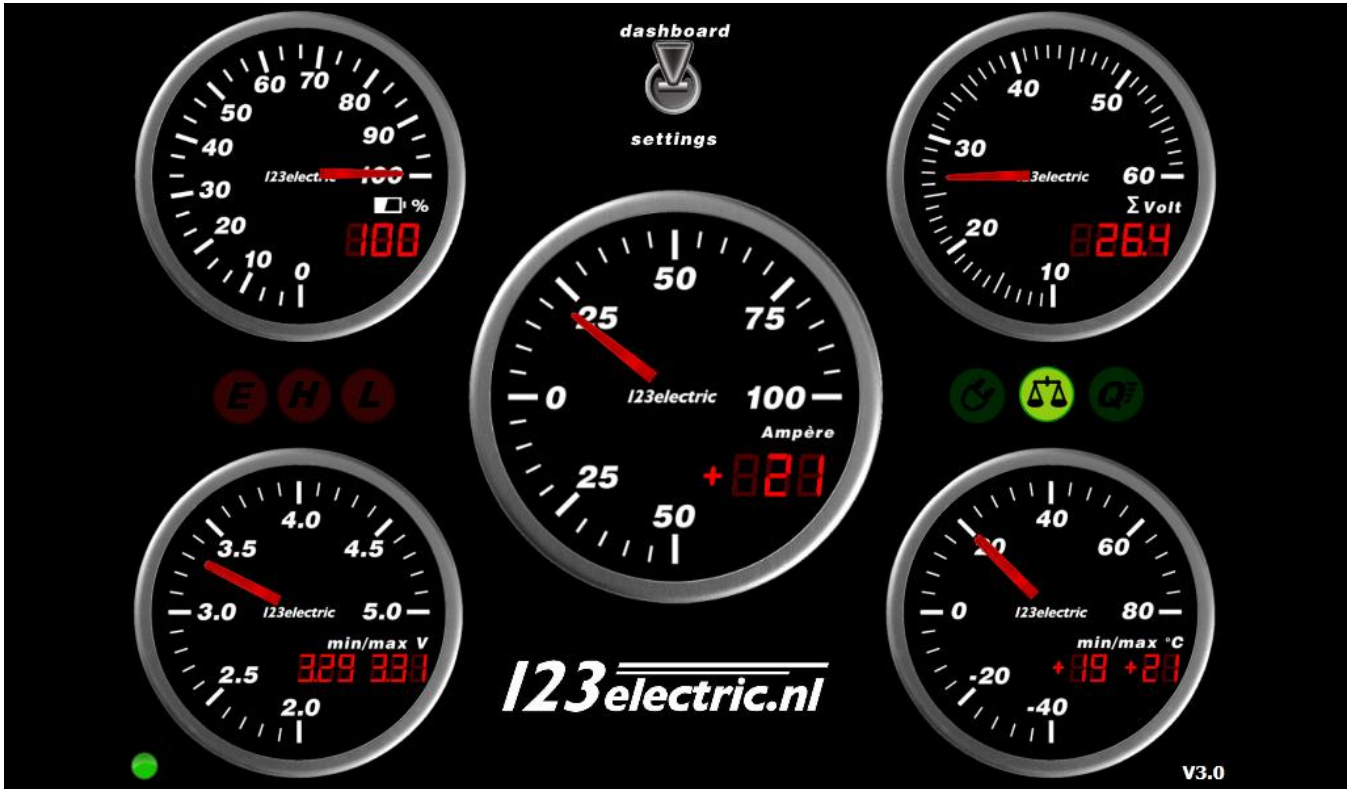 dashboard
settings
0
10
20
30
40
50
60
70
80
90
100
123electric
%
100
10
20
30
40
50
60
123electric
Σ Volt
26.4
50
25
0
25
50
75
100
123electric
Ampère
+ 21
E H L
Q
2.0
2.5
3.0
3.5
4.0
4.5
5.0
123electric
min/max V
3.29 3.31
-40
-20
0
20
40
60
80
123electric
min/max °C
+19 +21
123electric.nl
V3.0